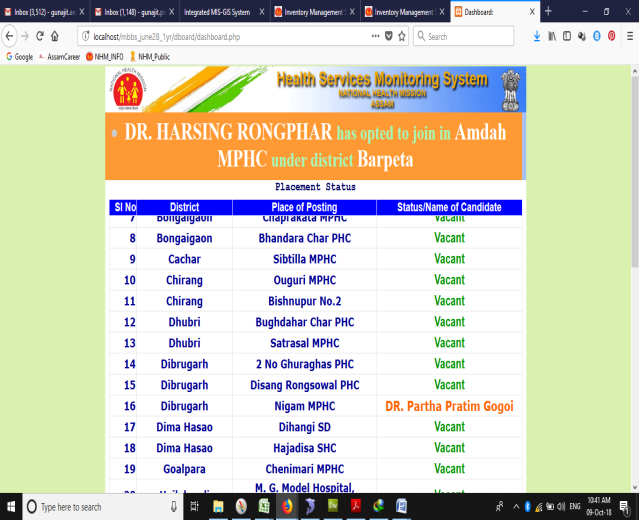 Inbox (3,512) - gunajit.ar
Inbox (1,148) - gunajit.p
Integrated MIS-GIS System
Inventory Management
Inventory Management
Dashboard:
localhost/mbbs_june28_1yr/dboard/dashboard.php
Search
Google
AssamCareer
NHM_INFO
NHM_Public
Health Services Monitoring System
NATIONAL HEALTH MISSION
ASSAM
DR. HARSING RONGPHAR has opted to join in Amdah
MPHC under district Barpeta
Placement Status
Sl No District Place of Posting Status/Name of Candidate
7 Bongaigaon Chaprakata MPHC Vacant
8 Bongaigaon Bhandara Char PHC Vacant
9 Cachar Sibtilla MPHC Vacant
10 Chirang Ouguri MPHC Vacant
11 Chirang Bishnupur No.2 Vacant
12 Dhubri Bughdahar Char PHC Vacant
13 Dhubri Satrasal MPHC Vacant
14 Dibrugarh 2 No Ghuraghas PHC Vacant
15 Dibrugarh Disang Rongsowal PHC Vacant
16 Dibrugarh Nigam MPHC DR. Partha Pratim Gogoi
17 Dima Hasao Dihangi SD Vacant
18 Dima Hasao Hajadisa SHC Vacant
19 Goalpara Chenimari MPHC Vacant
M. G. Model Hospital,
Type here to search
ENG
10:41 AM
09-Oct-18